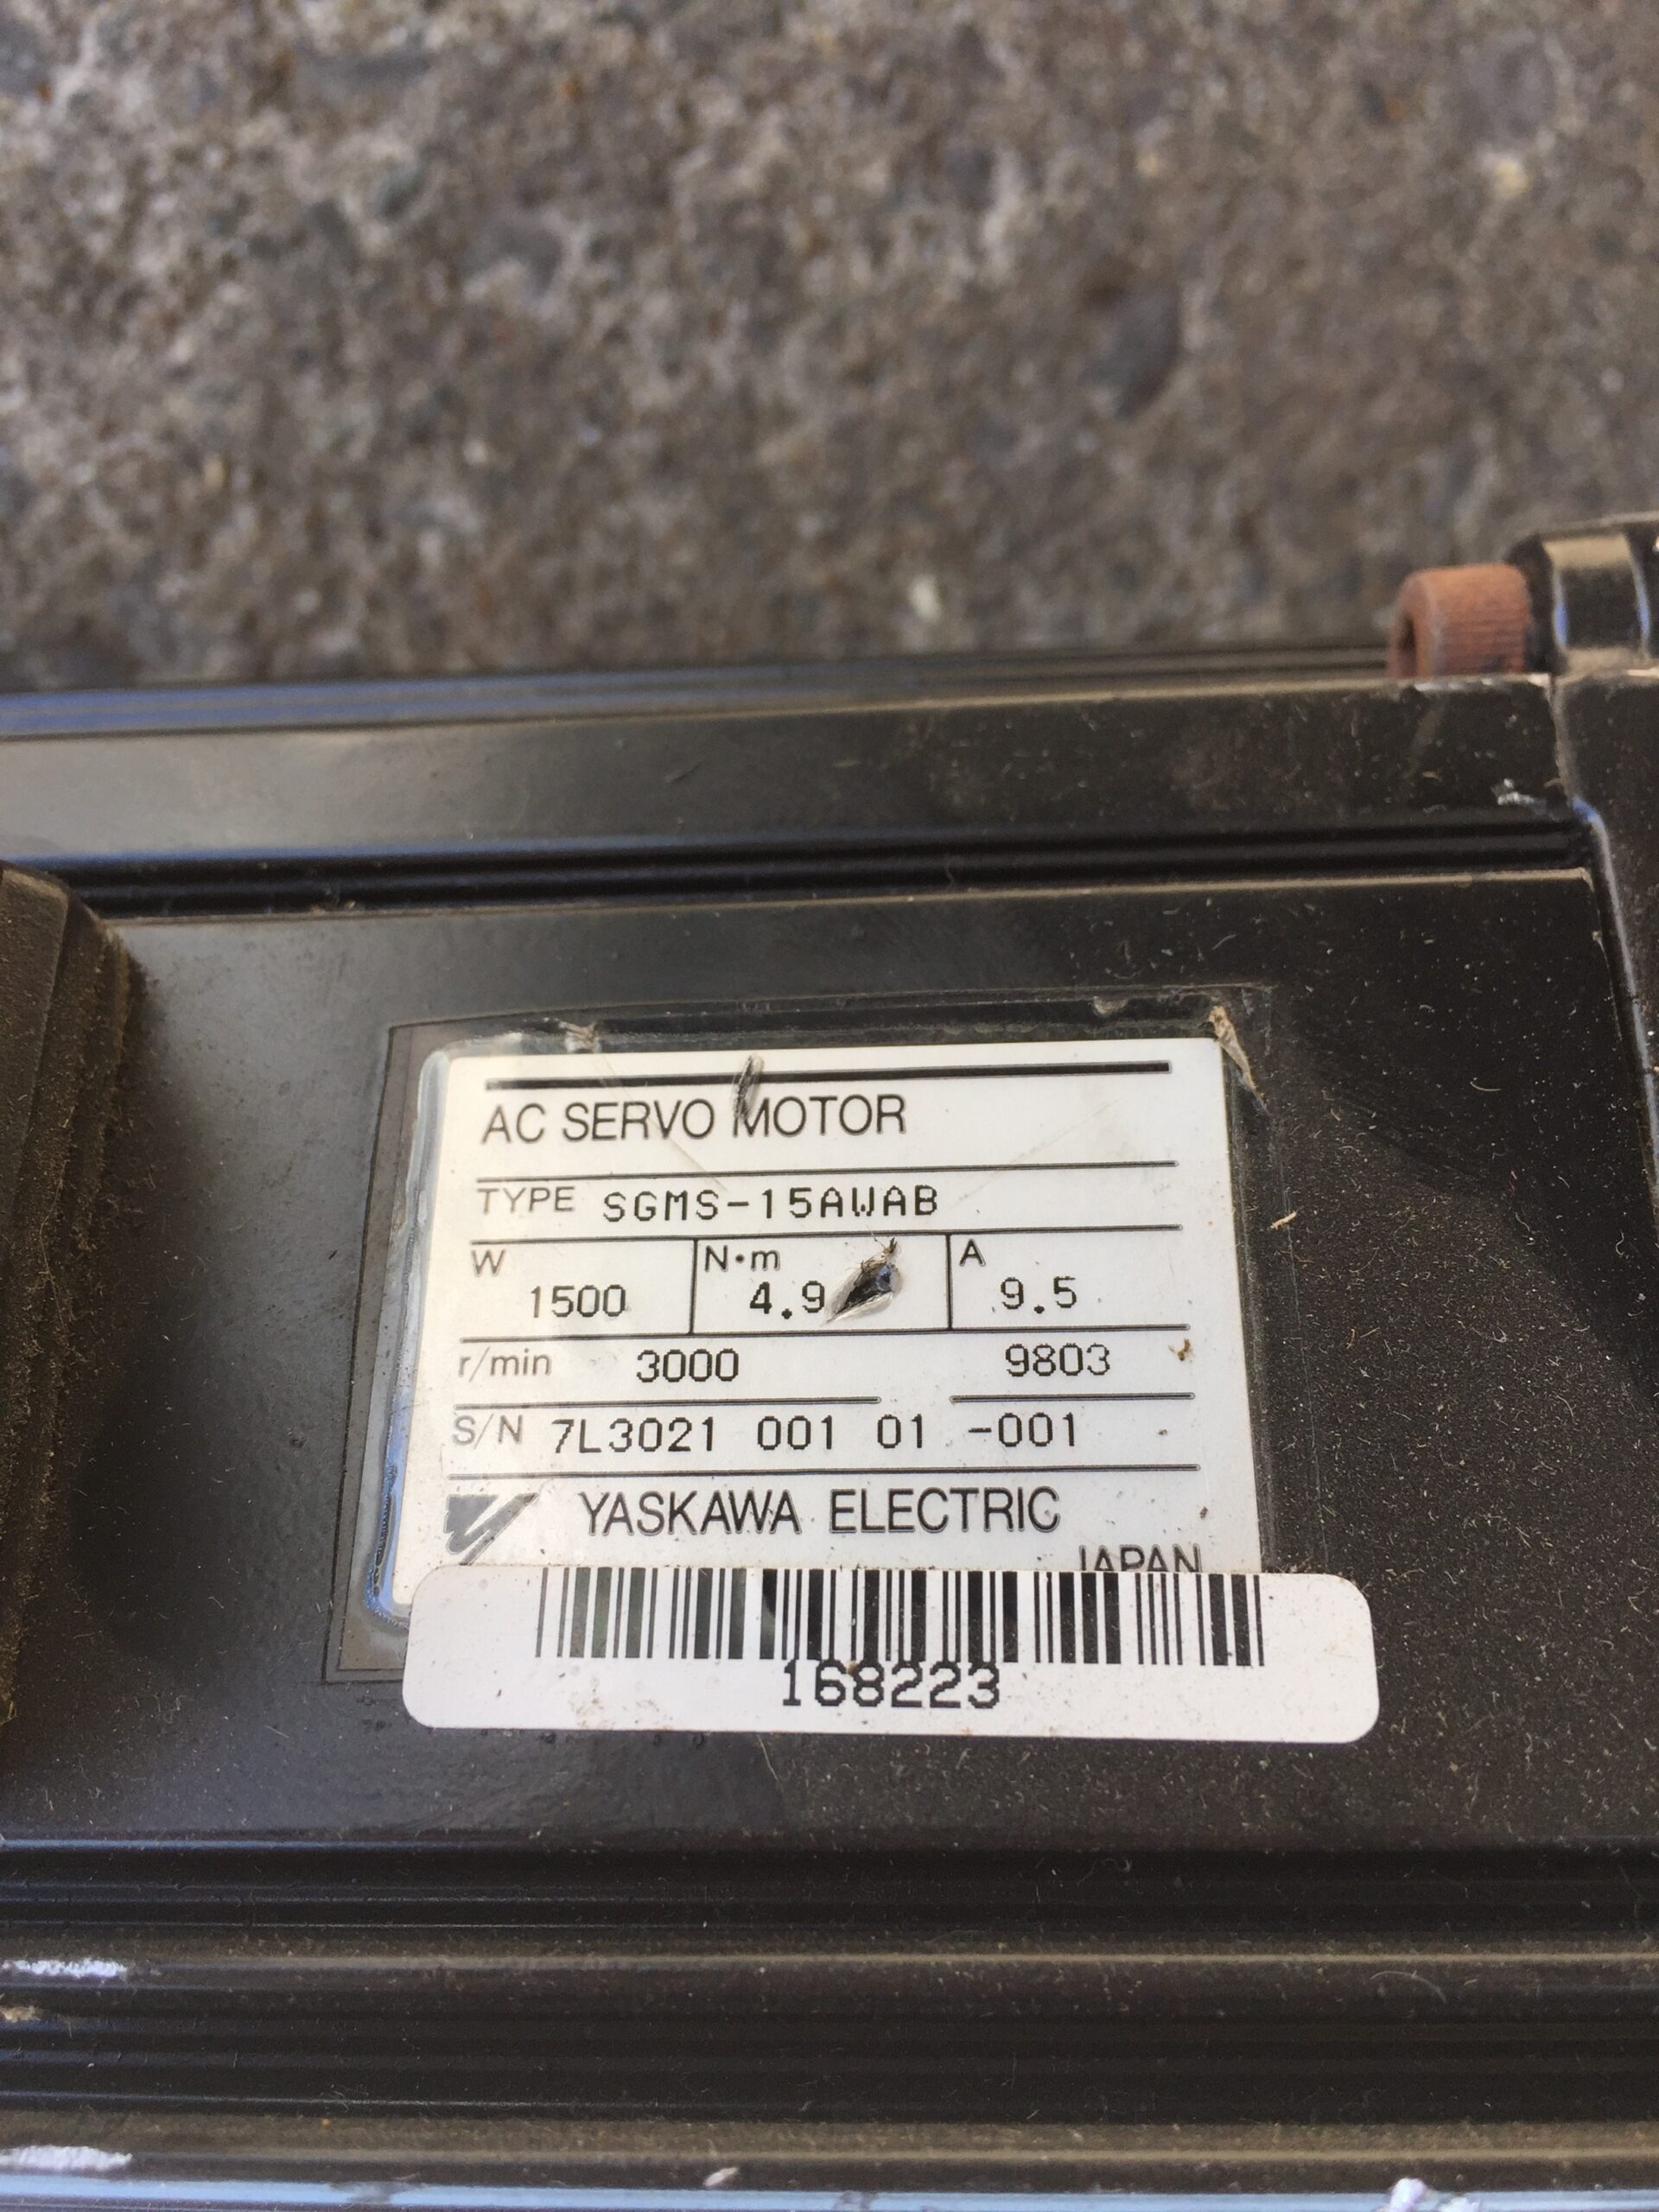 AC SERVO MOTOR
TYPE SGMS-15AWAB
W N·m A
1500 4.9 9.5
r/min 3000 9803
S/N 7L3021 001 01 -001
YASKAWA ELECTRIC
JAPAN
168223